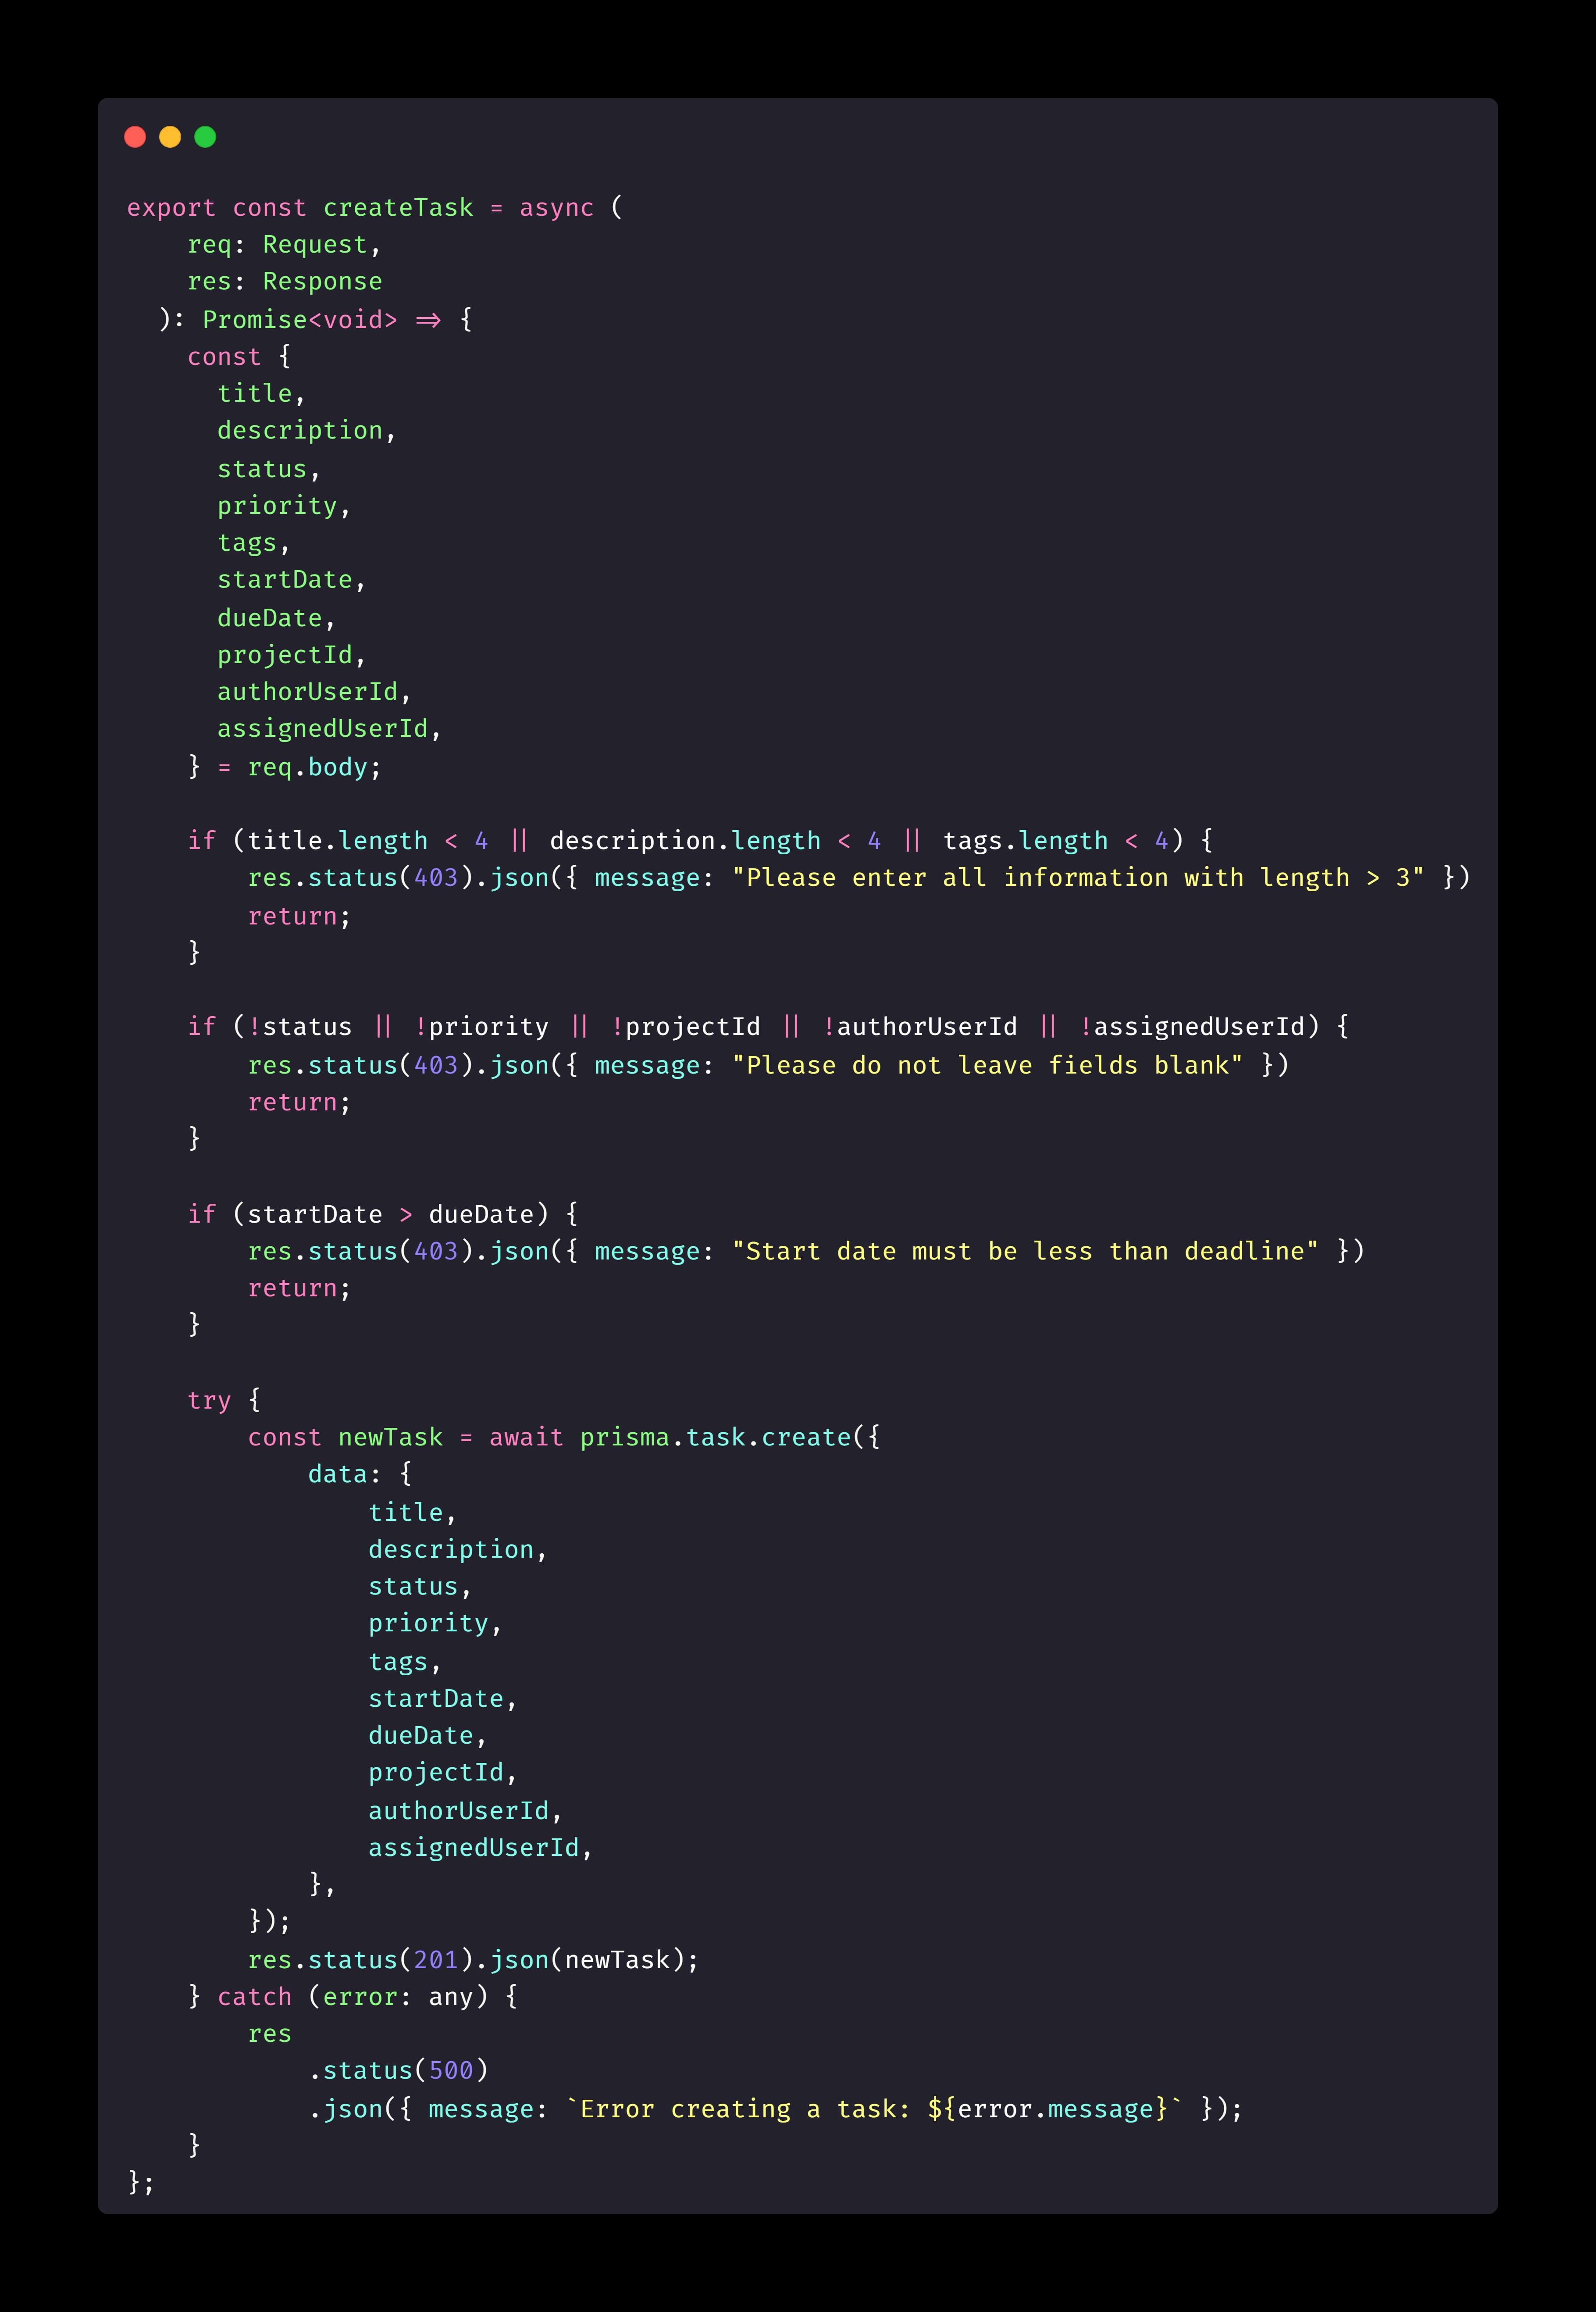 export const createTask = async (
    req: Request,
    res: Response
  ): Promise<void> => {
    const {
      title,
      description,
      status,
      priority,
      tags,
      startDate,
      dueDate,
      projectId,
      authorUserId,
      assignedUserId,
    } = req.body;

    if (title.length < 4 || description.length < 4 || tags.length < 4) {
        res.status(403).json({ message: "Please enter all information with length > 3" })
        return;
    }

    if (!status || !priority || !projectId || !authorUserId || !assignedUserId) {
        res.status(403).json({ message: "Please do not leave fields blank" })
        return;
    }

    if (startDate > dueDate) {
        res.status(403).json({ message: "Start date must be less than deadline" })
        return;
    }

    try {
        const newTask = await prisma.task.create({
            data: {
                title,
                description,
                status,
                priority,
                tags,
                startDate,
                dueDate,
                projectId,
                authorUserId,
                assignedUserId,
            },
        });
        res.status(201).json(newTask);
    } catch (error: any) {
        res
            .status(500)
            .json({ message: `Error creating a task: ${error.message}` });
    }
};